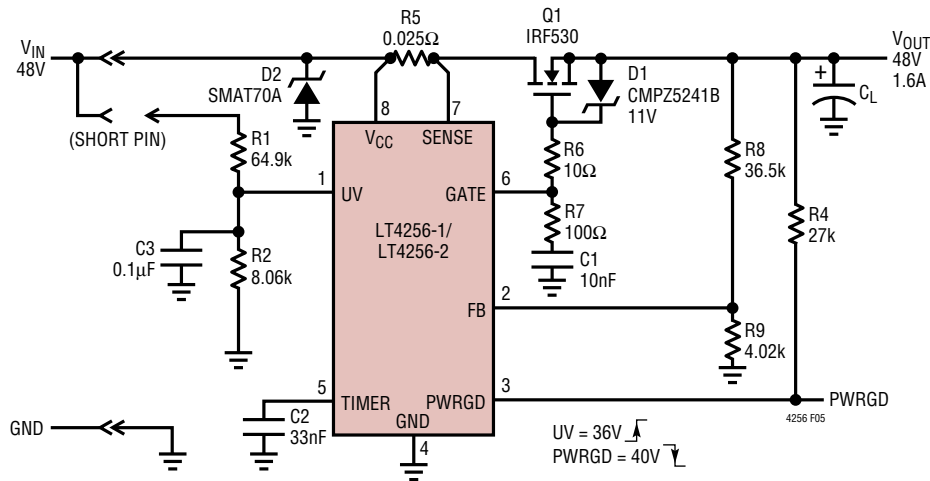 V_IN
48V
(SHORT PIN)
R5
0.025Ω
D2
SMAT70A
Q1
IRF530
D1
CMPZ5241B
11V
V_OUT
48V
1.6A
+
C_L
R1
64.9k
8
7
V_CC
SENSE
R6
10Ω
R8
36.5k
1
UV
GATE
6
LT4256-1/
LT4256-2
R7
100Ω
R4
27k
C3
0.1µF
R2
8.06k
C1
10nF
FB
2
R9
4.02k
5
TIMER
PWRGD
3
PWRGD
4256 F05
C2
33nF
GND
4
GND
UV = 36V
PWRGD = 40V